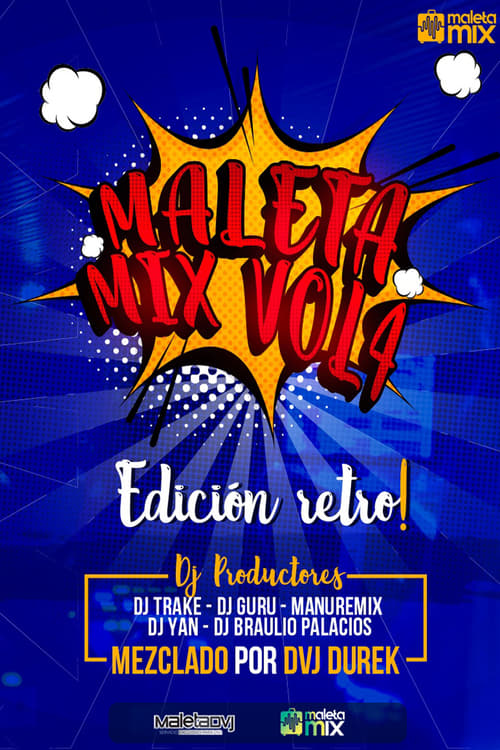 maleta
mix
MALETA
MIX VOL4
Edición retro!
Dj Productores
DJ TRAKE - DJ GURU - MANUREMIX
DJ YAN - DJ BRAULIO PALACIOS
MEZCLADO POR DVJ DUREK
maletaDVJ
maleta
mix